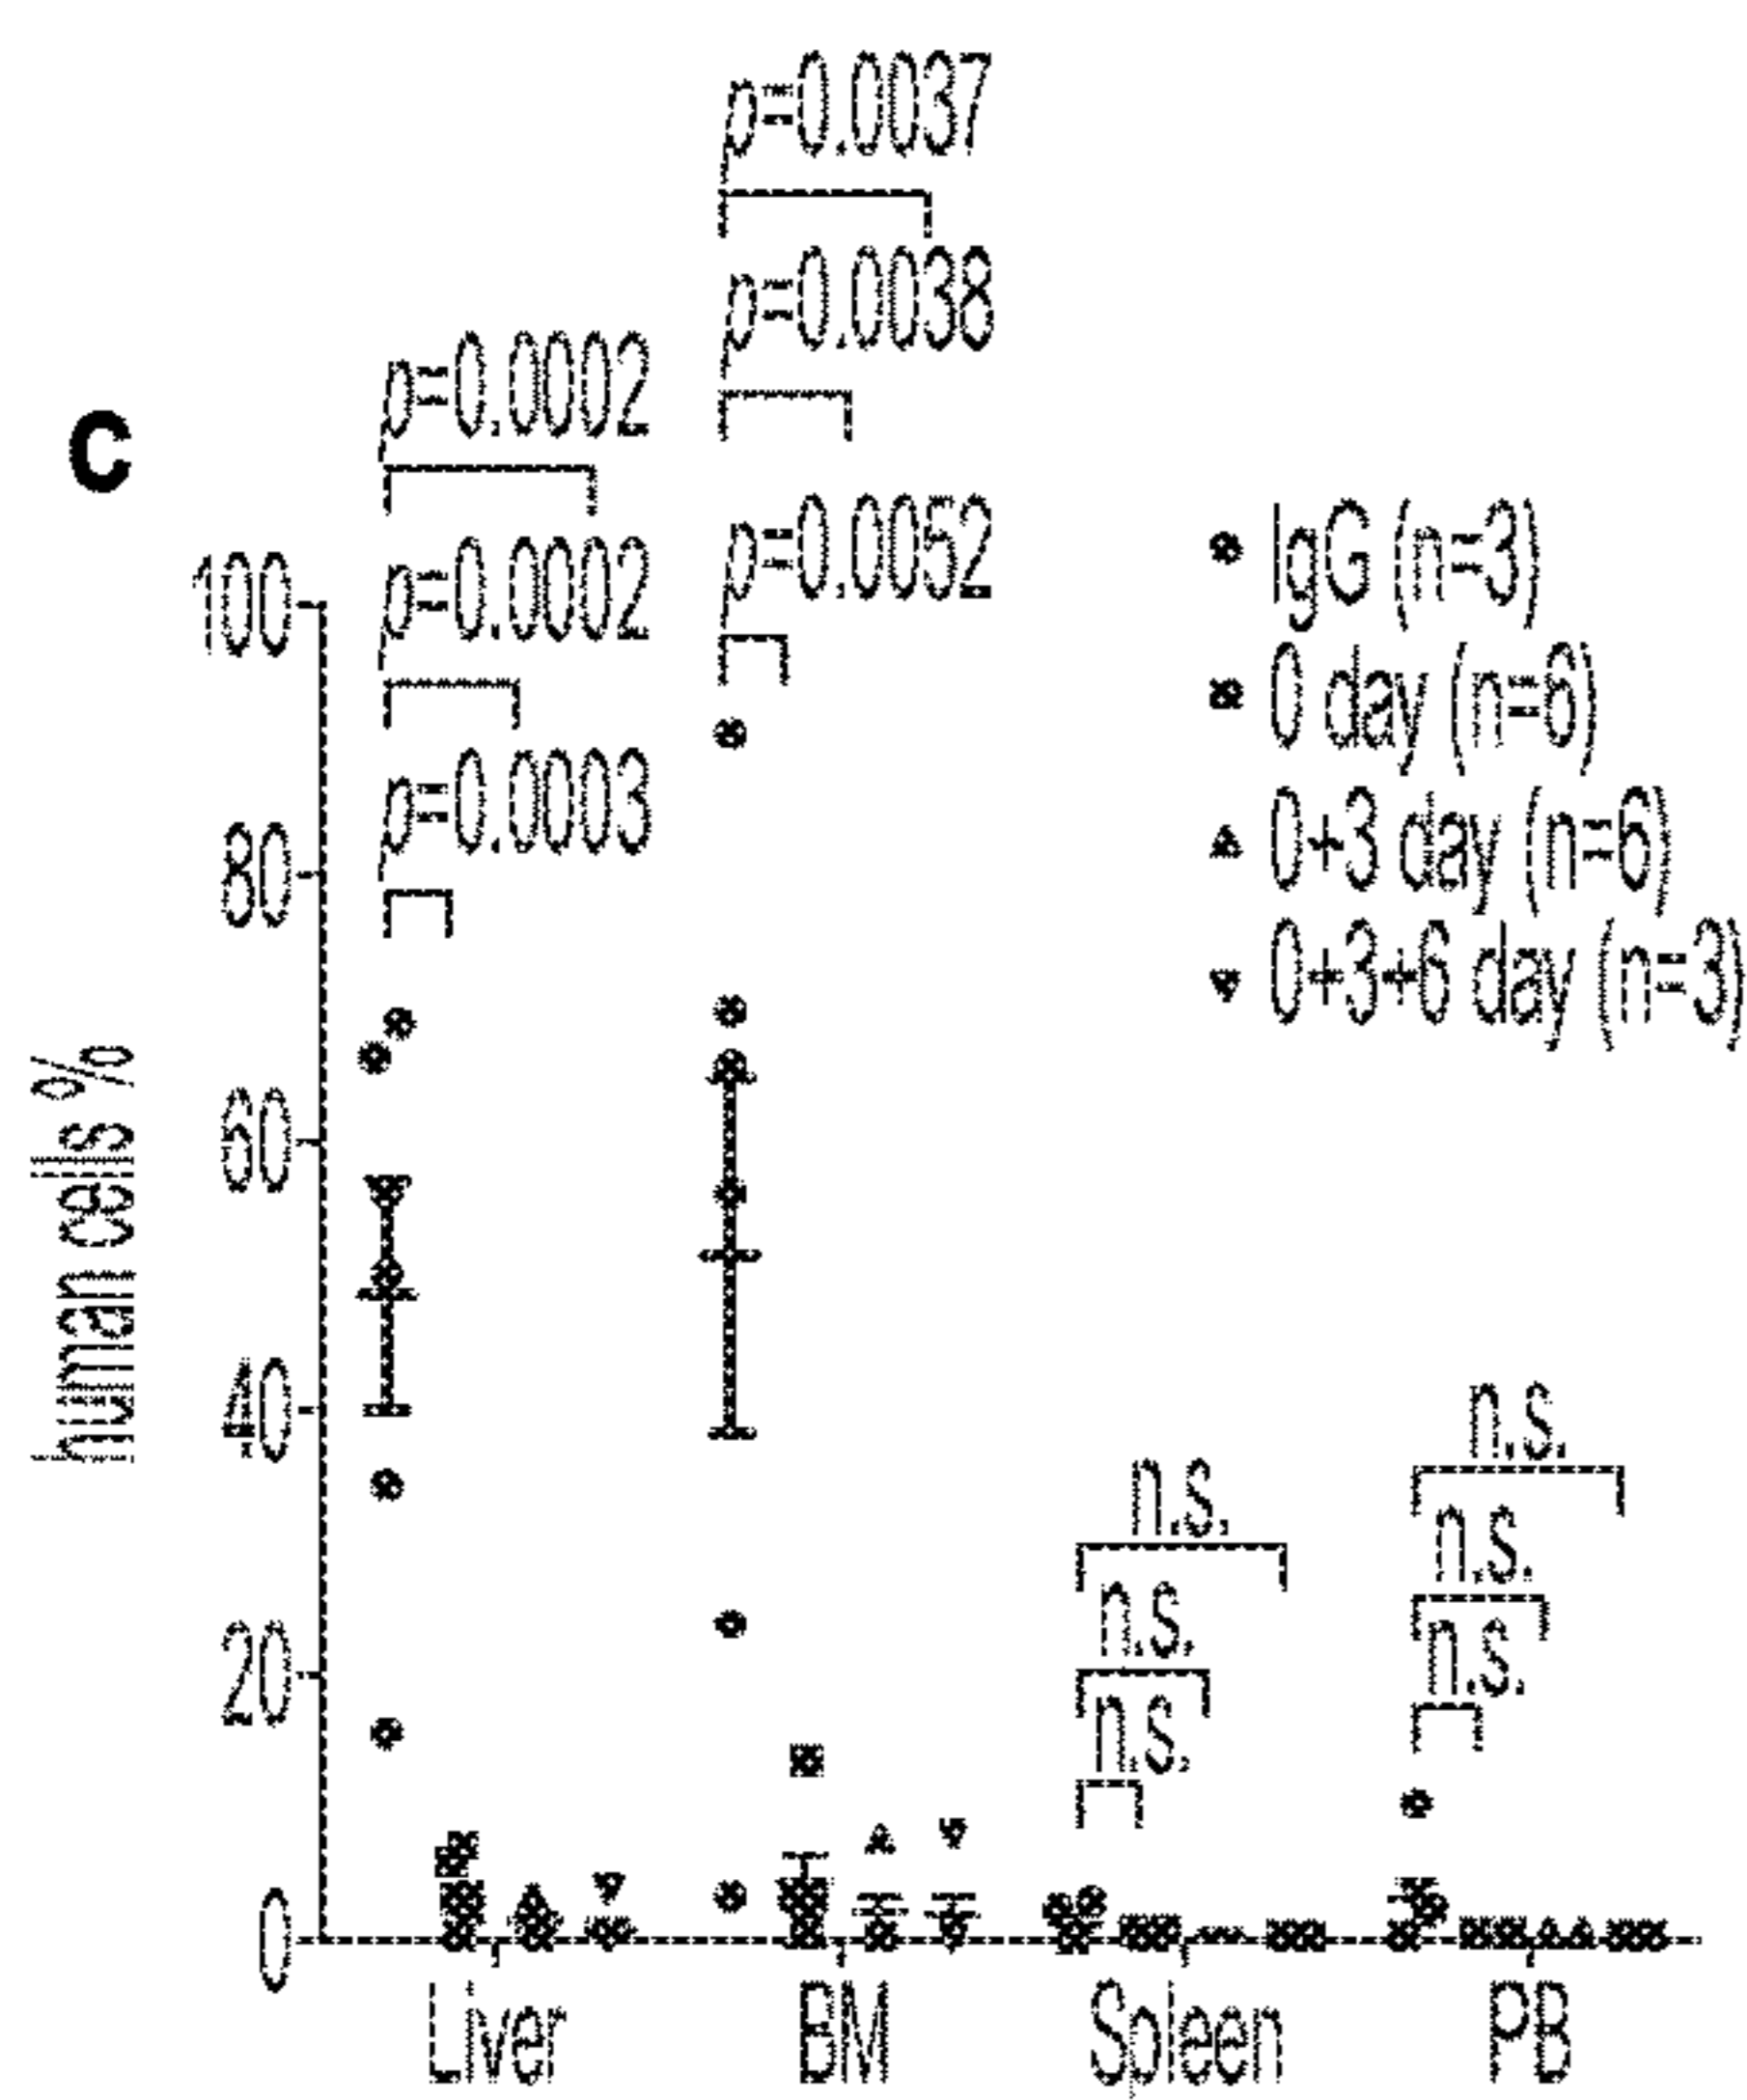 C
p=0.0037
p=0.0038
p=0.0052
p=0.0002
p=0.0002
p=0.0003
IgG (n=3)
0 day (n=6)
0+3 day (n=6)
0+3+6 day (n=3)
human cells %
100
80
60
40
20
0
n.s.
n.s.
n.s.
n.s.
n.s.
n.s.
Liver
BM
Spleen
PB